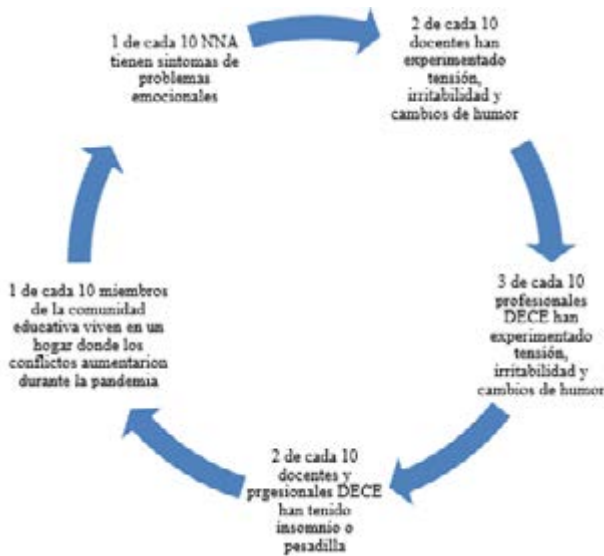 1 de cada 10 NNA
tienen sintomas de
problemas
emocionales
2 de cada 10
docentes han
experimentado
tensión,
irritabilidad y
cambios de humor
3 de cada 10
profesionales
DECE han
experimentado
tensión,
irritabilidad y
cambios de humor
2 de cada 10
docentes y
prgesionales DECE
han tenido
insomnio o
pesadilla
1 de cada 10 miembros
de la comunidad
educativa viven en un
hogar donde los
conflictos aumentarion
durante la pandemia